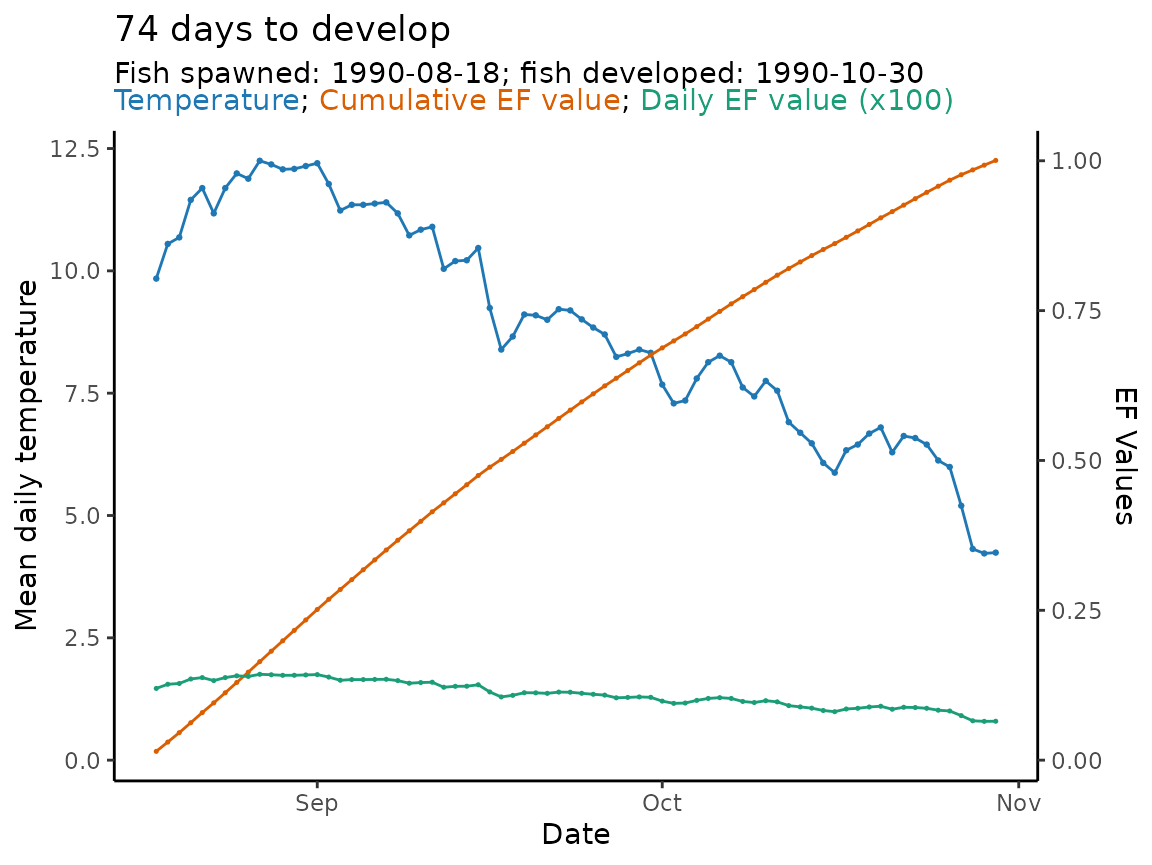 74 days to develop
Fish spawned: 1990-08-18; fish developed: 1990-10-30
Temperature; Cumulative EF value; Daily EF value (x100)
12.5
10.0
7.5
5.0
2.5
0.0
Mean daily temperature
1.00
0.75
0.50
0.25
0.00
EF Values
Sep
Oct
Nov
Date